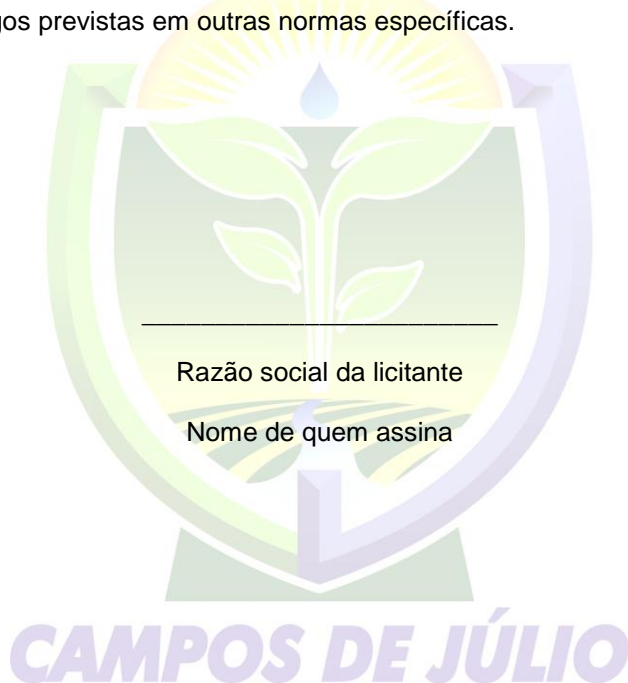 gos previstas em outras normas específicas.
Razão social da licitante
Nome de quem assina
CAMPOS DE JÚLIO